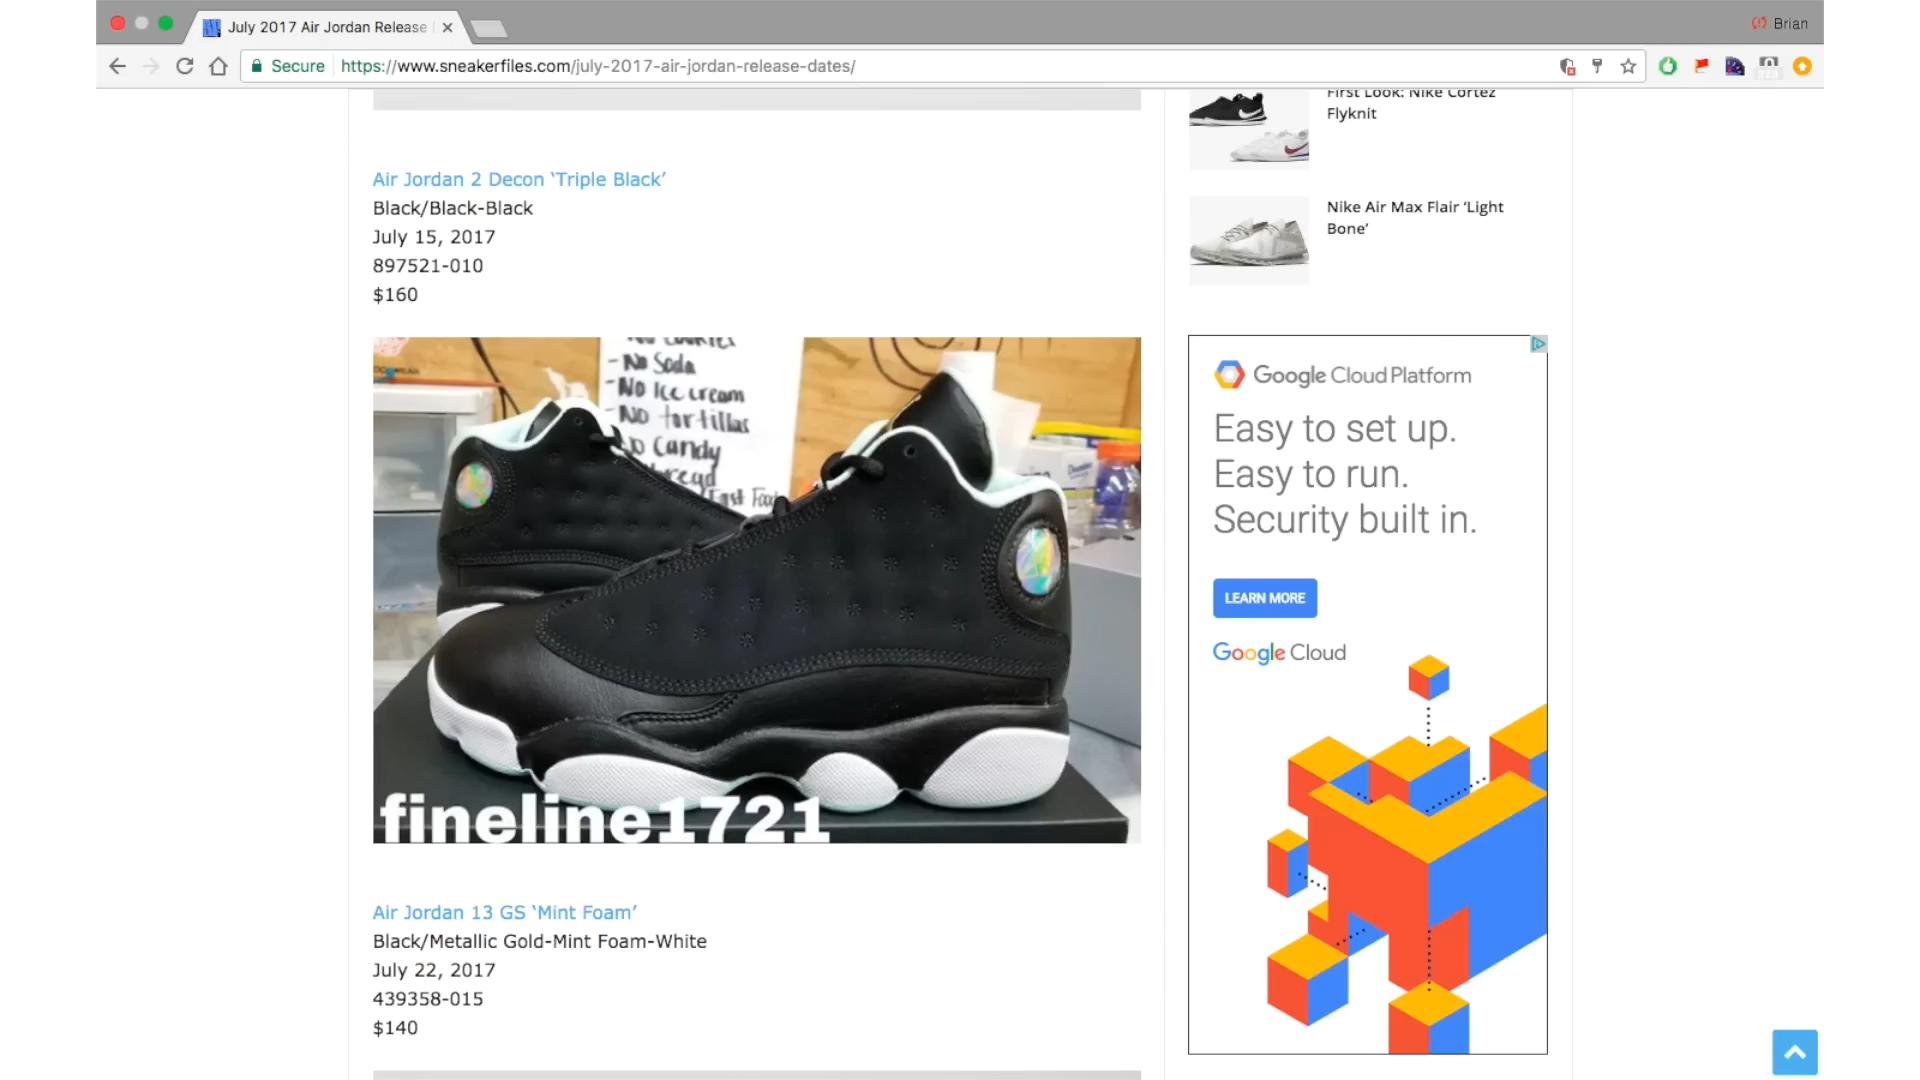 July 2017 Air Jordan Release
Brian
Secure
https://www.sneakerfiles.com/july-2017-air-jordan-release-dates/
Air Jordan 2 Decon ‘Triple Black’
Black/Black-Black
July 15, 2017
897521-010
$160
- No Soda
- No Ice cream
- No tortillas
No Candy
bread
Fast Food
fineline1721
Air Jordan 13 GS ‘Mint Foam’
Black/Metallic Gold-Mint Foam-White
July 22, 2017
439358-015
$140
First Look: Nike Cortez
Flyknit
Nike Air Max Flair ‘Light
Bone’
Google Cloud Platform
Easy to set up.
Easy to run.
Security built in.
LEARN MORE
Google Cloud